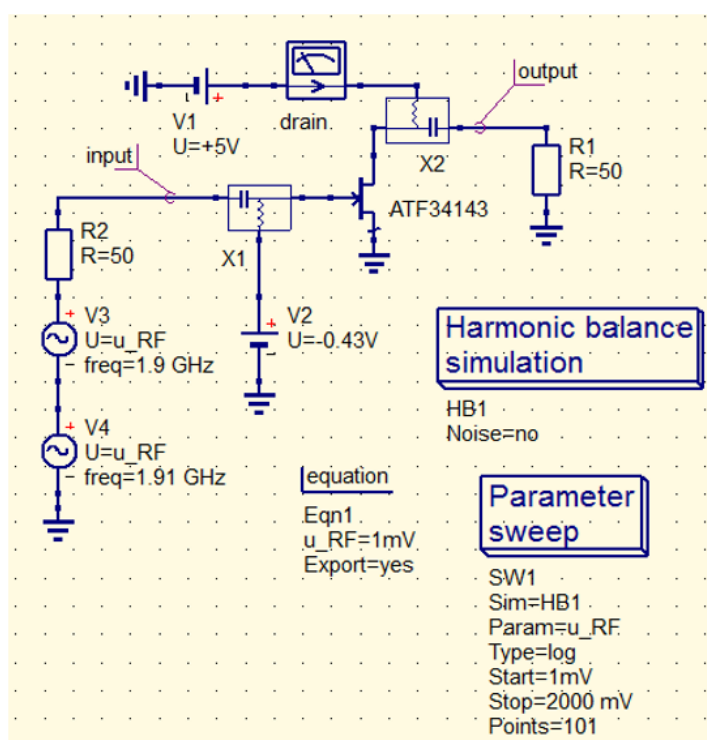 output
V1
U=+5V
drain
X2
R1
R=50
input
ATF34143
R2
R=50
X1
V3
U=u_RF
freq=1.9 GHz
V2
U=-0.43V
Harmonic balance
simulation
HB1
Noise=no
V4
U=u_RF
freq=1.91 GHz
equation
Eqn1
u_RF=1mV
Export=yes
Parameter
sweep
SW1
Sim=HB1
Param=u_RF
Type=log
Start=1mV
Stop=2000 mV
Points=101